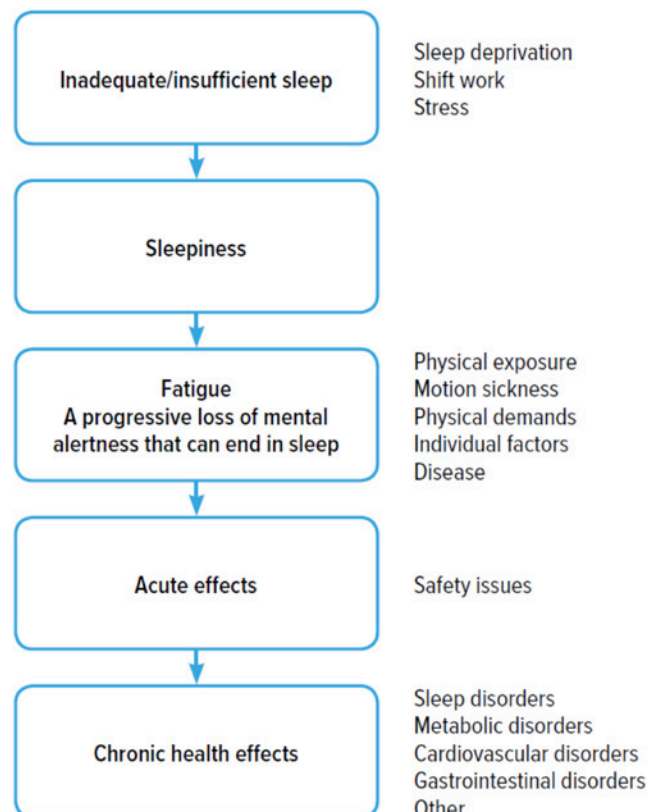 Inadequate/insufficient sleep
Sleep deprivation
Shift work
Stress
Sleepiness
Fatigue
A progressive loss of mental
alertness that can end in sleep
Physical exposure
Motion sickness
Physical demands
Individual factors
Disease
Acute effects
Safety issues
Chronic health effects
Sleep disorders
Metabolic disorders
Cardiovascular disorders
Gastrointestinal disorders
Other